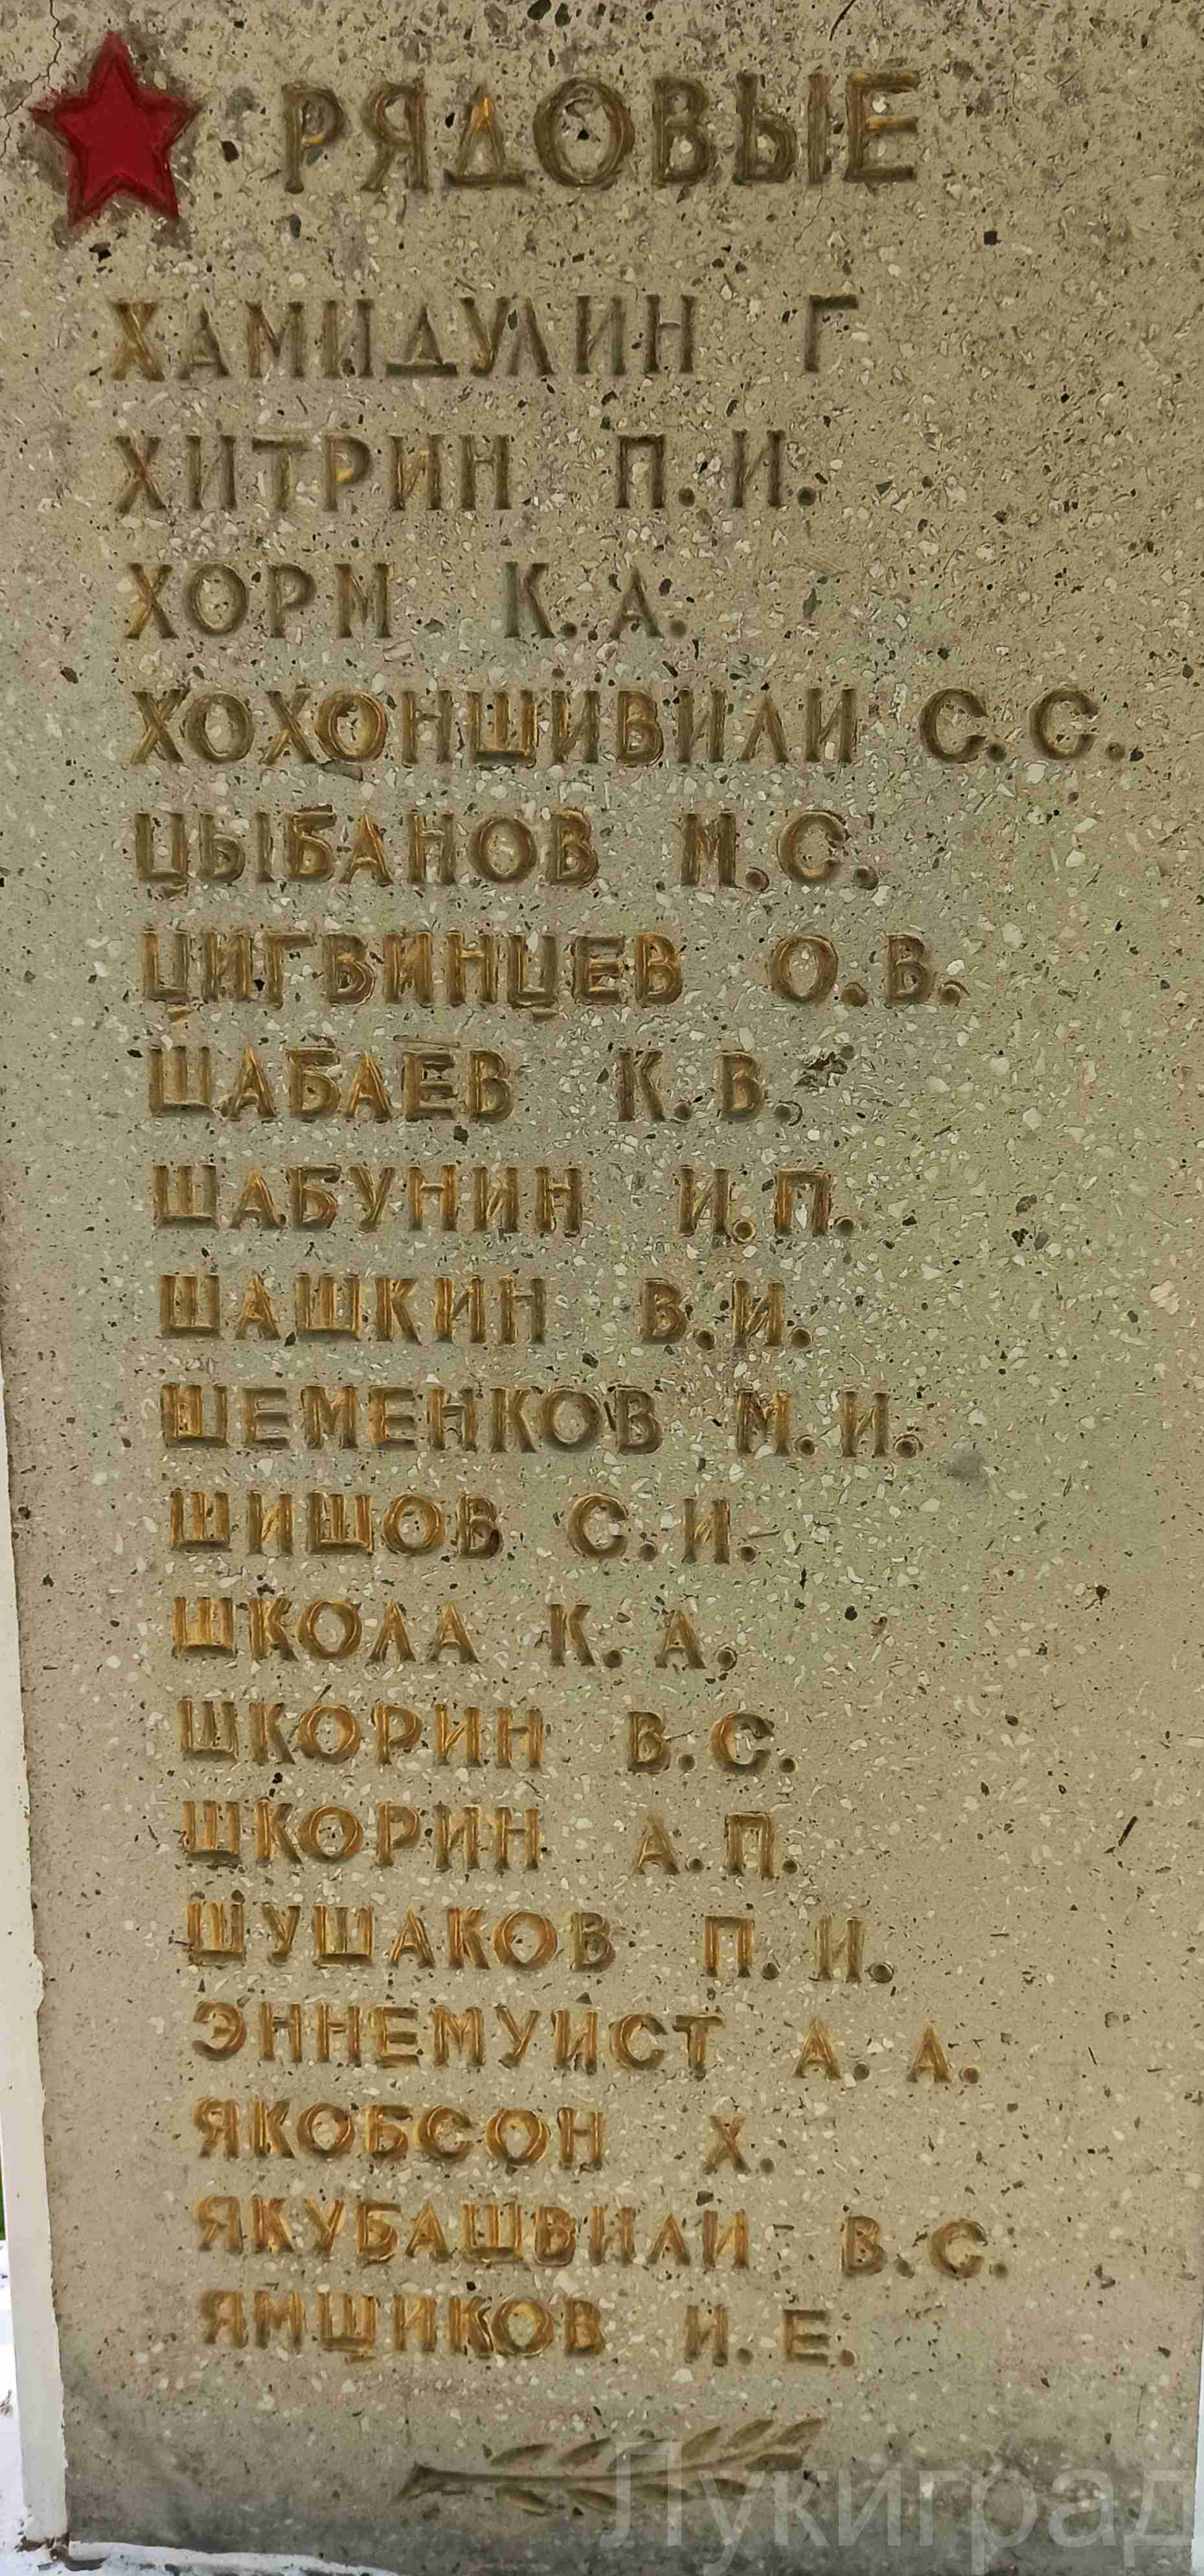 РЯДОВЫЕ
ХАМИДУЛИН Г
ХИТРИН П.И.
ХОРМ К.А.
ХОХОНШИВИЛИ С.С.
ЦЫБАНОВ М.С.
ЦИГВИНЦЕВ О.В.
ШАБАЕВ К.В.
ШАБУНИН И.П.
ШАШКИН В.И.
ШЕМЕНКОВ М.И.
ШИШОВ С.И.
ШКОЛА К.А.
ШКОРИН В.С.
ШКОРИН А.П.
ШУШАКОВ П.И.
ЭННЕМУИСТ А.А.
ЯКОБСОН Х.
ЯКУБАШВИЛИ В.С.
ЯМЩИКОВ И.Е.
Лукиград